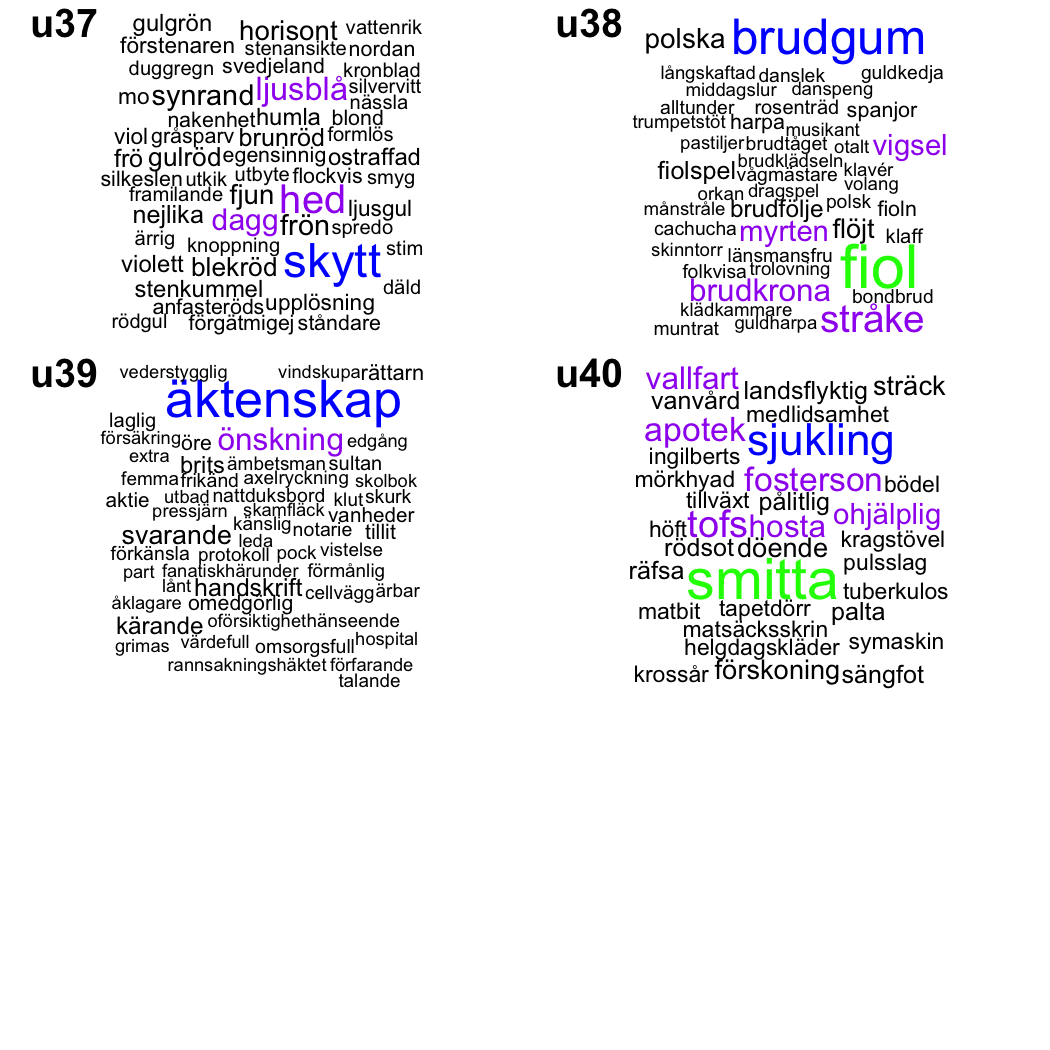 u37
gulgrön horisont vattenrik
förstenaren stenansikte nordan
duggregn svedjeland kronblad
mo synrand ljusblå silvervitt
nässla
nakenhet humla blond
viol gråsparv brunröd formlös
frö gulröd egensinnig ostraffad
silkeslen utkik utbyte flockvis smyg
framilande fjun hed ljusgul
nejlika dagg frön spredo
ärrig knoppning skytt stim
violett blekröd
stenkummel däld
anfasteröds upplösning
rödgul förgätmigej ståndare
u38
polska brudgum
långskaftad danslek guldkedja
middagslur danspeng
alltunder rosenträd spanjor
trumpetstöt harpa musikant
pastiljer brudtåget otalt vigsel
fiolspel brudklädseln klavér
vågmästare volang
orkan dragspel polsk
månstråle brudfölje fioln
cachucha myrten flöjt klaff
skinntorr länsmansfru fiol
folkvisa trolovning
brudkrona bondbrud
klädkammare stråke
muntrat guldharpa
u39
vederstygglig vindskupa rättarn
äktenskap
laglig
försäkring öre önskning edgång
extra brits ämbetsman sultan
femma frikänd axelryckning skolbok
aktie utbad nattduksbord klut skurk
pressjärn skamfläck vanheder
känslig notarie tillit
svarande leda
förkänsla protokoll pock vistelse
part fanatisk härunder förmånlig
lånt handskrift cellvägg ärbar
åklagare omedgörlig
kärande oförsiktighet hänseende
grimas värdefull omsorgsfull hospital
rannsakningshäktet förfarande
talande
u40
vallfart landsflyktig sträck
vanvård medlidsamhet
apotek sjukling
ingilberts
mörkhyad fosterson bödel
tillväxt pålitlig
höft tofs hosta ohjälplig
rödsot döende kragstövel
räfsa smitta pulsslag
tuberkulos
matbit tapetdörr palta
matsäcksskrin
helgdagskläder symaskin
krossår förskoning sängfot